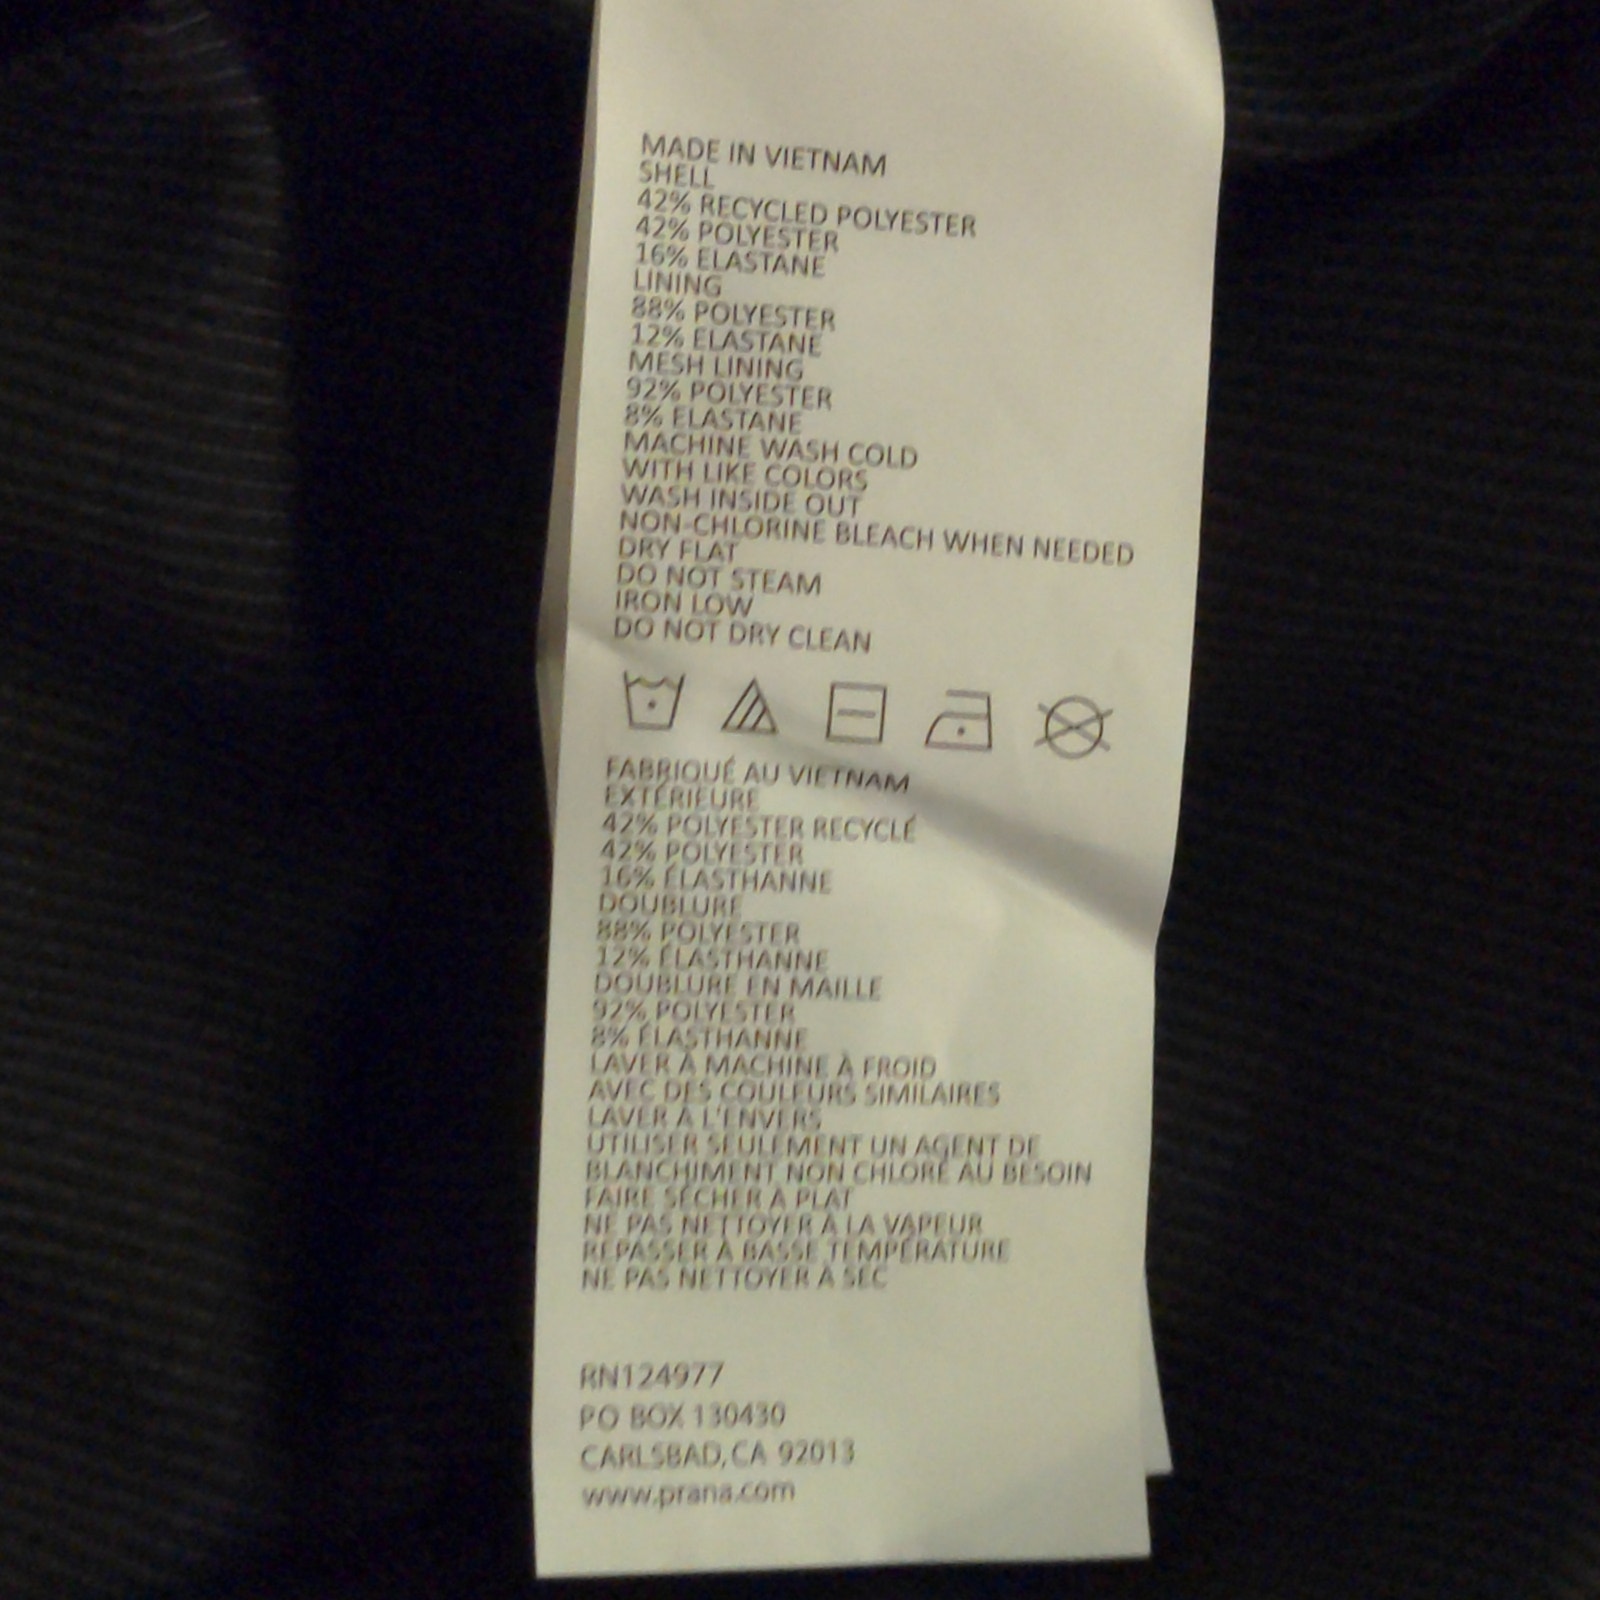 MADE IN VIETNAM
SHELL
42% RECYCLED POLYESTER
42% POLYESTER
16% ELASTANE
LINING
88% POLYESTER
12% ELASTANE
MESH LINING
92% POLYESTER
8% ELASTANE
MACHINE WASH COLD
WITH LIKE COLORS
WASH INSIDE OUT
NON-CHLORINE BLEACH WHEN NEEDED
DRY FLAT
DO NOT STEAM
IRON LOW
DO NOT DRY CLEAN
FABRIQUÉ AU VIETNAM
EXTÉRIEURE
42% POLYESTER RECYCLÉ
42% POLYESTER
16% ÉLASTHANNE
DOUBLURE
88% POLYESTER
12% ÉLASTHANNE
DOUBLURE EN MAILLE
92% POLYESTER
8% ÉLASTHANNE
LAVER À MACHINE À FROID
AVEC DES COULEURS SIMILAIRES
LAVER À L'ENVERS
UTILISER SEULEMENT UN AGENT DE
BLANCHIMENT NON CHLORÉ AU BESOIN
FAIRE SÉCHER À PLAT
NE PAS NETTOYER À LA VAPEUR
REPASSER À BASSE TEMPÉRATURE
NE PAS NETTOYER À SEC
RN124977
PO BOX 130430
CARLSBAD, CA 92013
www.prana.com